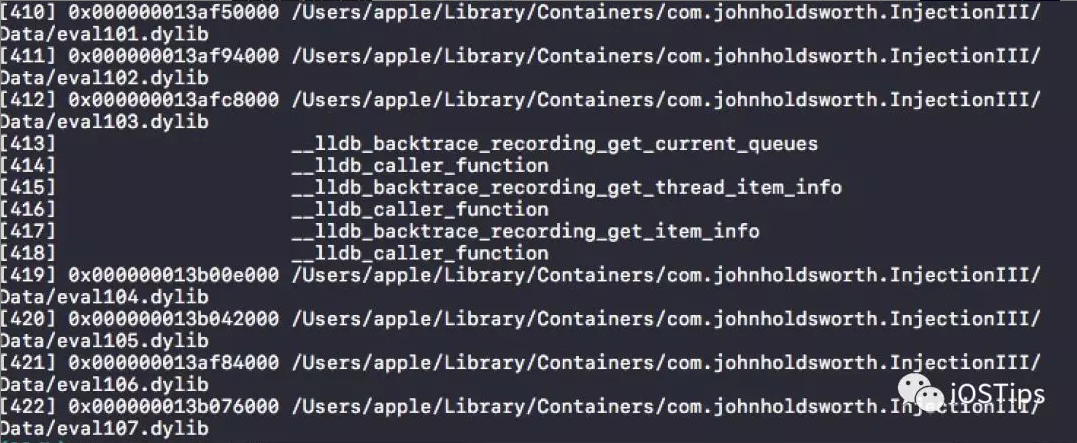 [410] 0x000000013af50000 /Users/apple/Library/Containers/com.johnholdsworth.InjectionIII/
Data/eval101.dylib
[411] 0x000000013af94000 /Users/apple/Library/Containers/com.johnholdsworth.InjectionIII/
Data/eval102.dylib
[412] 0x000000013afc8000 /Users/apple/Library/Containers/com.johnholdsworth.InjectionIII/
Data/eval103.dylib
[413] __lldb_backtrace_recording_get_current_queues
[414] __lldb_caller_function
[415] __lldb_backtrace_recording_get_thread_item_info
[416] __lldb_caller_function
[417] __lldb_backtrace_recording_get_item_info
[418] __lldb_caller_function
[419] 0x000000013b00e000 /Users/apple/Library/Containers/com.johnholdsworth.InjectionIII/
Data/eval104.dylib
[420] 0x000000013b042000 /Users/apple/Library/Containers/com.johnholdsworth.InjectionIII/
Data/eval105.dylib
[421] 0x000000013af84000 /Users/apple/Library/Containers/com.johnholdsworth.InjectionIII/
Data/eval106.dylib
[422] 0x000000013b076000 /Users/apple/Library/Containers/com.johnholdsworth.InjectionIII/
Data/eval107.dylib
iOSTips